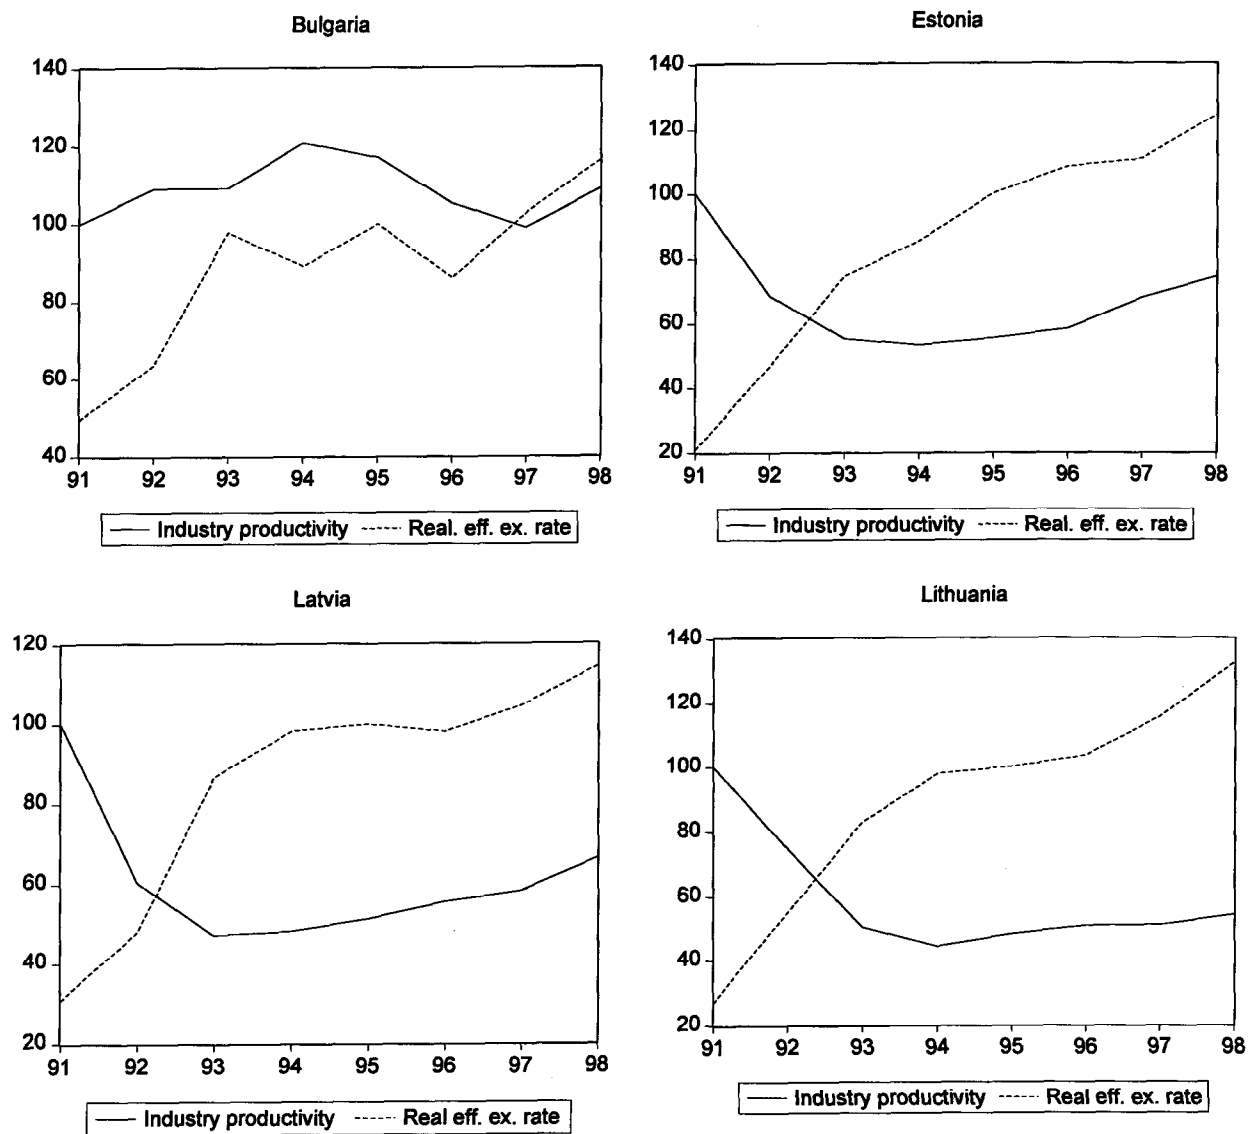 Bulgaria
140
120
100
80
60
40
91 92 93 94 95 96 97 98
Industry productivity Real. eff. ex. rate
Estonia
140
120
100
80
60
40
20
91 92 93 94 95 96 97 98
Industry productivity Real. eff. ex. rate
Latvia
120
100
80
60
40
20
91 92 93 94 95 96 97 98
Industry productivity Real eff. ex. rate
Lithuania
140
120
100
80
60
40
20
91 92 93 94 95 96 97 98
Industry productivity Real eff. ex. rate